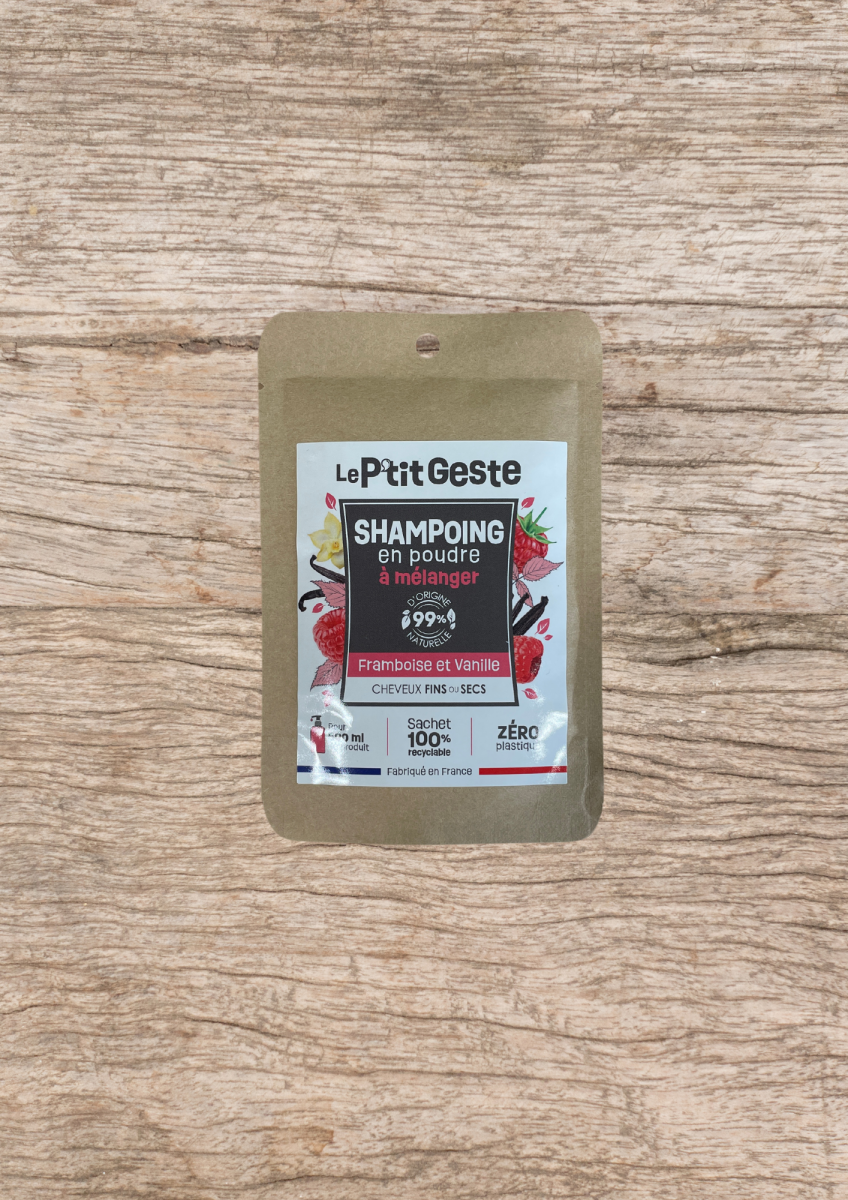 Le P'tit Geste
SHAMPOING
en poudre
à mélanger
D'ORIGINE
99%
NATURELLE
Framboise et Vanille
CHEVEUX FINS OU SECS
Pour
ml
produit
Sachet
100%
recyclable
ZÉRO
plastique
Fabriqué en France